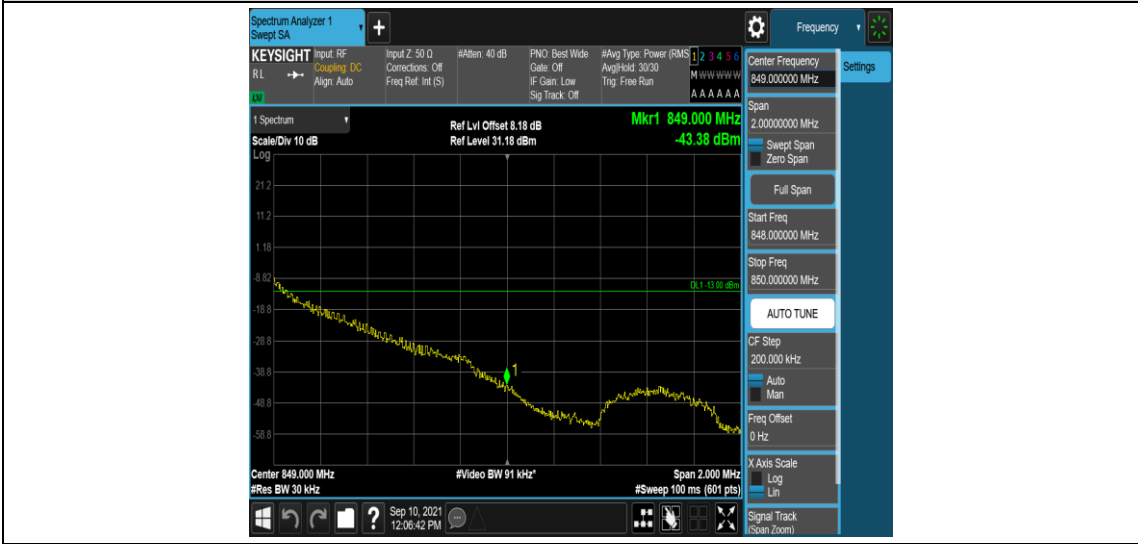 Spectrum Analyzer 1
Swept SA
+
Frequency
KEYSIGHT
RL
Input: RF
Coupling: DC
Align: Auto
Input Z: 50 Ω
Corrections: Off
Freq Ref: Int (S)
#Atten: 40 dB
PNO: Best Wide
Gate: Off
IF Gain: Low
Sig Track: Off
#Avg Type: Power (RMS
Avg|Hold: 30/30
Trig: Free Run
1 2 3 4 5 6
M W W W W W
A A A A A A
1 Spectrum
Scale/Div 10 dB
Log
Ref Lvl Offset 8.18 dB
Ref Level 31.18 dBm
Mkr1 849.000 MHz
-43.38 dBm
21.2
11.2
1.18
-8.82
-18.8
-28.8
-38.8
-48.8
-58.8
DL1 -13.00 dBm
1
Center 849.000 MHz
#Res BW 30 kHz
#Video BW 91 kHz*
Span 2.000 MHz
#Sweep 100 ms (601 pts)
?
Sep 10, 2021
12:06:42 PM
Center Frequency
849.000000 MHz
Settings
Span
2.00000000 MHz
Swept Span
Zero Span
Full Span
Start Freq
848.000000 MHz
Stop Freq
850.000000 MHz
AUTO TUNE
CF Step
200.000 kHz
Auto
Man
Freq Offset
0 Hz
X Axis Scale
Log
Lin
Signal Track
(Span Zoom)